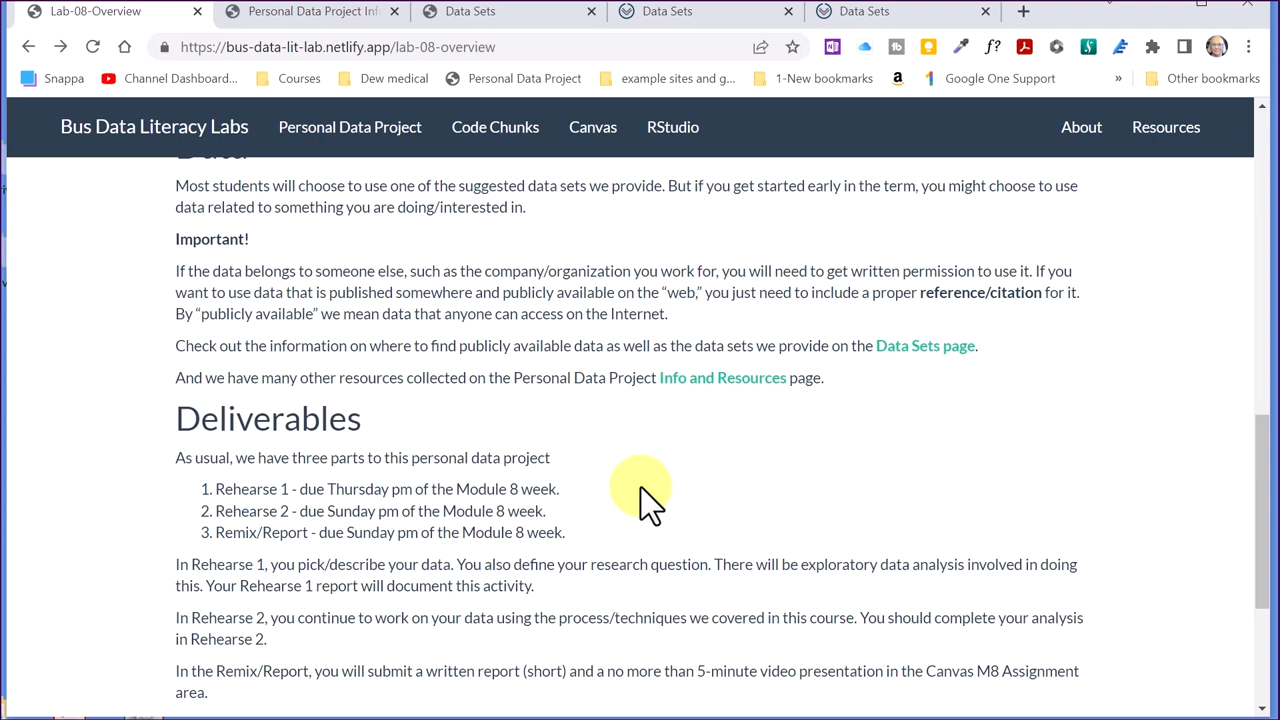 Lab-08-Overview
Personal Data Project Inf
Data Sets
Data Sets
Data Sets
https://bus-data-lit-lab.netlify.app/lab-08-overview
f?
Snappa
Channel Dashboard...
Courses
Dew medical
Personal Data Project
example sites and g...
1-New bookmarks
Google One Support
»
Other bookmarks
Bus Data Literacy Labs
Personal Data Project
Code Chunks
Canvas
RStudio
About
Resources
Data
Most students will choose to use one of the suggested data sets we provide. But if you get started early in the term, you might choose to use
data related to something you are doing/interested in.
Important!
If the data belongs to someone else, such as the company/organization you work for, you will need to get written permission to use it. If you
want to use data that is published somewhere and publicly available on the “web,” you just need to include a proper reference/citation for it.
By “publicly available” we mean data that anyone can access on the Internet.
Check out the information on where to find publicly available data as well as the data sets we provide on the Data Sets page.
And we have many other resources collected on the Personal Data Project Info and Resources page.
Deliverables
As usual, we have three parts to this personal data project
1. Rehearse 1 - due Thursday pm of the Module 8 week.
2. Rehearse 2 - due Sunday pm of the Module 8 week.
3. Remix/Report - due Sunday pm of the Module 8 week.
In Rehearse 1, you pick/describe your data. You also define your research question. There will be exploratory data analysis involved in doing
this. Your Rehearse 1 report will document this activity.
In Rehearse 2, you continue to work on your data using the process/techniques we covered in this course. You should complete your analysis
in Rehearse 2.
In the Remix/Report, you will submit a written report (short) and a no more than 5-minute video presentation in the Canvas M8 Assignment
area.